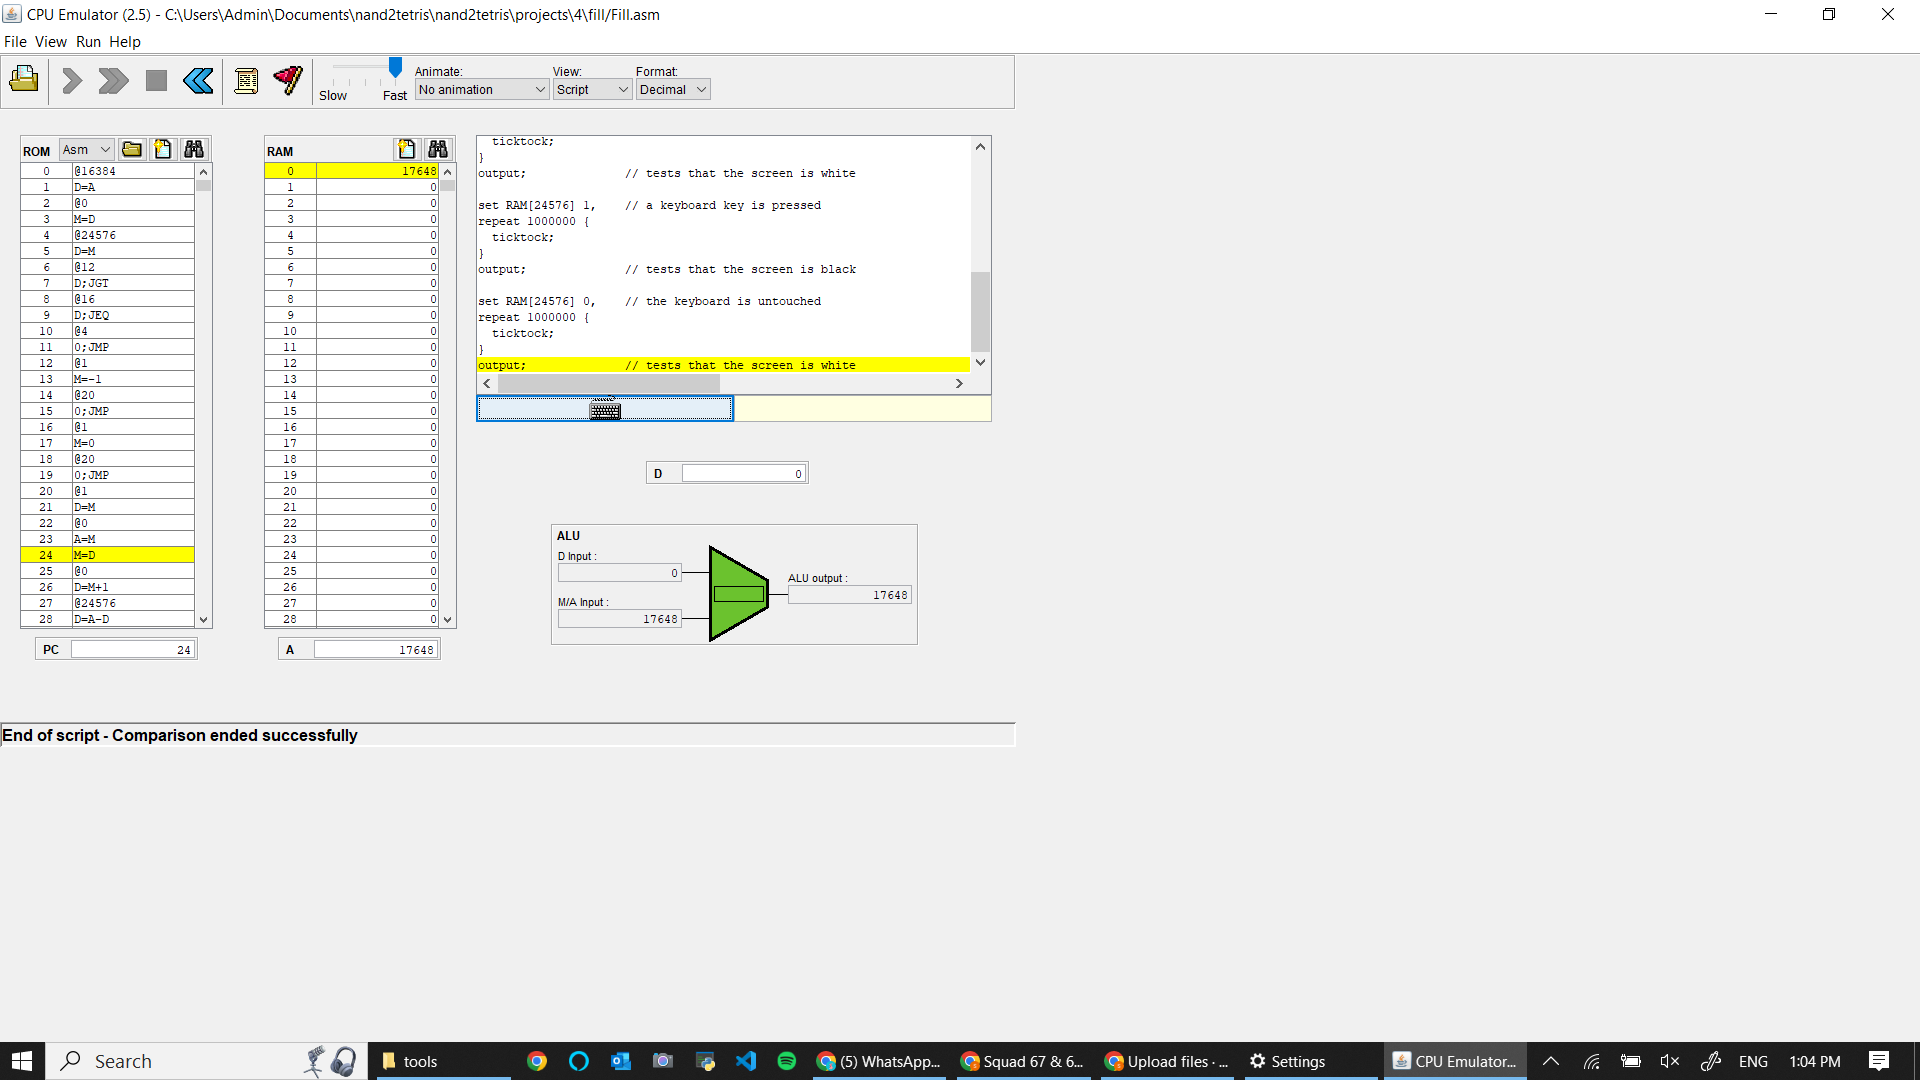 CPU Emulator (2.5) - C:\Users\Admin\Documents\nand2tetris\nand2tetris\projects\4\fill/Fill.asm
File View Run Help
Slow Fast
Animate: View: Format:
No animation Script Decimal
ROM Asm
0 @16384
1 D=A
2 @0
3 M=D
4 @24576
5 D=M
6 @12
7 D;JGT
8 @16
9 D;JEQ
10 @4
11 0;JMP
12 @1
13 M=-1
14 @20
15 0;JMP
16 @1
17 M=0
18 @20
19 0;JMP
20 @1
21 D=M
22 @0
23 A=M
24 M=D
25 @0
26 D=M+1
27 @24576
28 D=A-D
PC 24
RAM
0 17648
1 0
2 0
3 0
4 0
5 0
6 0
7 0
8 0
9 0
10 0
11 0
12 0
13 0
14 0
15 0
16 0
17 0
18 0
19 0
20 0
21 0
22 0
23 0
24 0
25 0
26 0
27 0
28 0
A 17648
ticktock;
}
output; // tests that the screen is white
set RAM[24576] 1, // a keyboard key is pressed
repeat 1000000 {
ticktock;
}
output; // tests that the screen is black
set RAM[24576] 0, // the keyboard is untouched
repeat 1000000 {
ticktock;
}
output; // tests that the screen is white
D 0
ALU
D Input :
0
M/A Input :
17648
ALU output :
17648
End of script - Comparison ended successfully
Search
tools
(5) WhatsApp...
Squad 67 & 6...
Upload files · ...
Settings
CPU Emulator...
ENG
1:04 PM